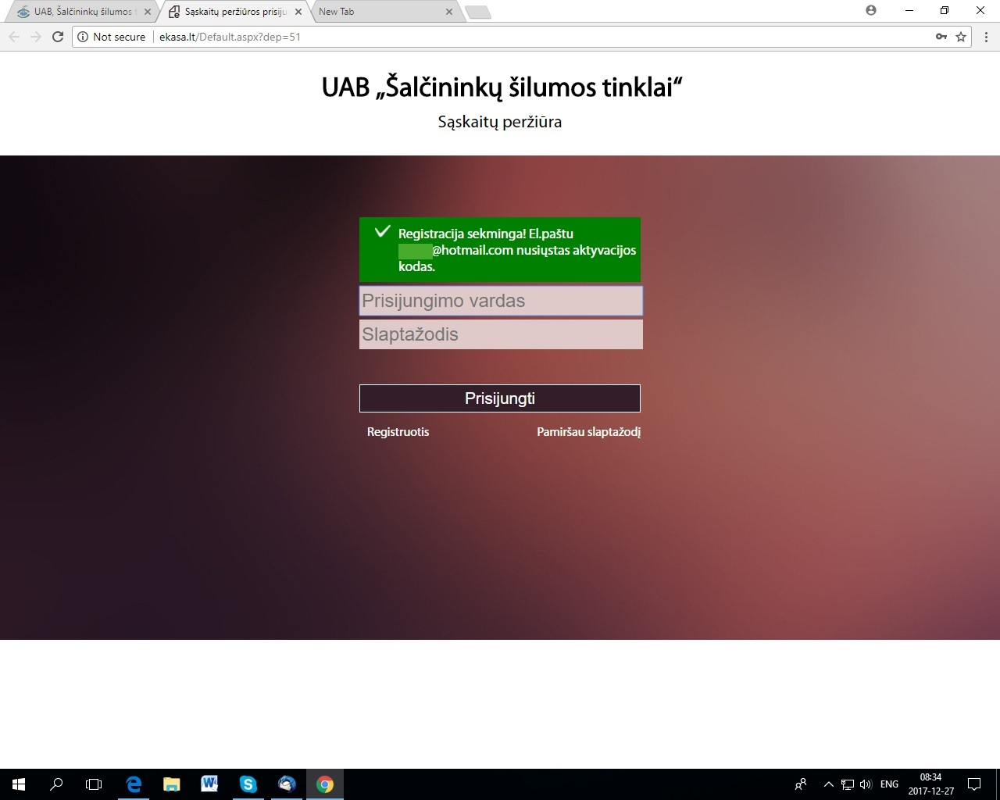 UAB, Šalčininkų šilumos t
Sąskaitų peržiūros prisiju
New Tab
Not secure
ekasa.lt/Default.aspx?dep=51
UAB „Šalčininkų šilumos tinklai“
Sąskaitų peržiūra
Registracija sekminga! El.paštu
@hotmail.com nusiųstas aktyvacijos
kodas.
Prisijungimo vardas
Slaptažodis
Prisijungti
Registruotis
Pamiršau slaptažodį
ENG
08:34
2017-12-27